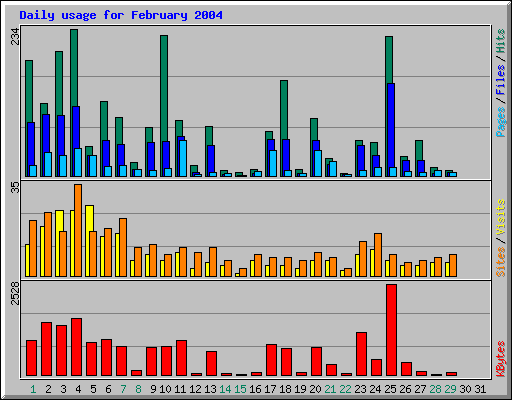 Daily usage for February 2004
234
Pages / Files / Hits
35
Sites / Visits
2528
KBytes
1 2 3 4 5 6 7 8 9 10 11 12 13 14 15 16 17 18 19 20 21 22 23 24 25 26 27 28 29 30 31